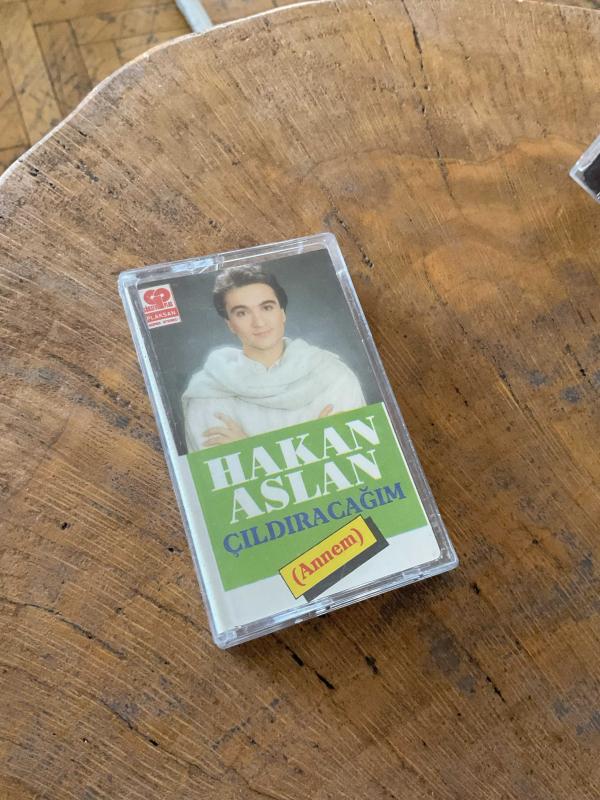 PLAKSAN
HAKAN
ASLAN
ÇILDIRACAĞIM
(Annem)